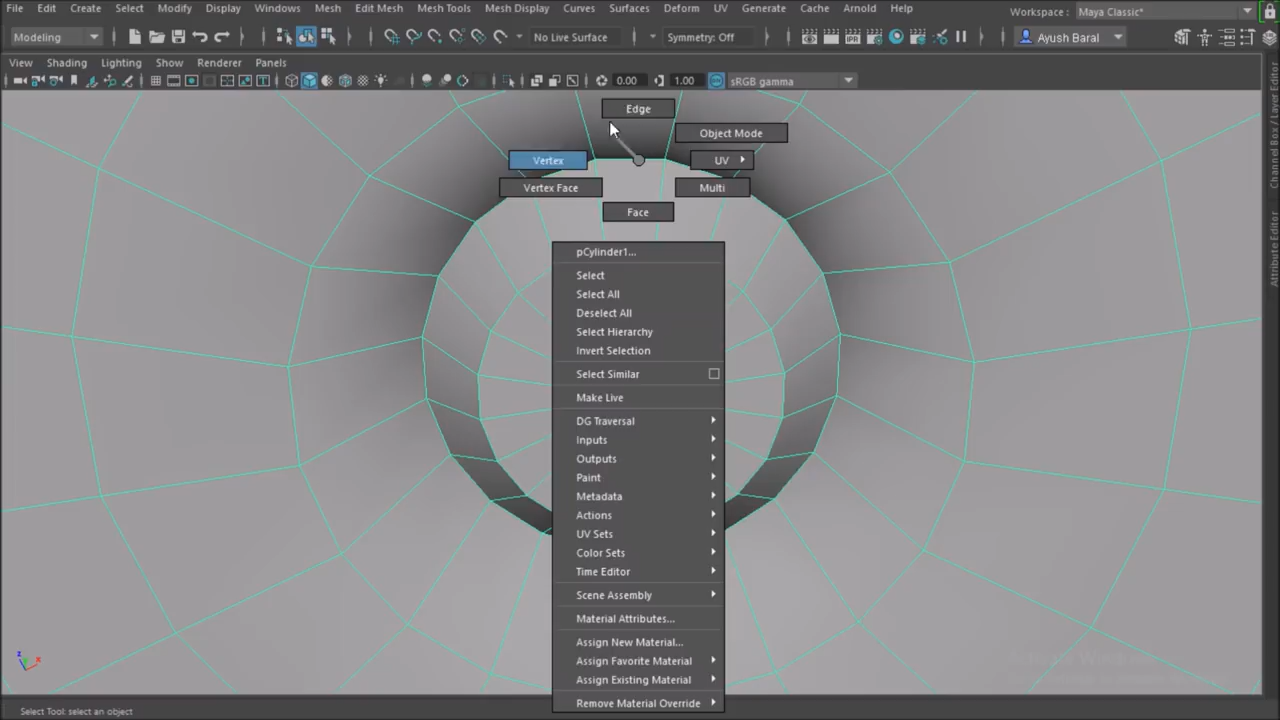 File Edit Create Select Modify Display Windows Mesh Edit Mesh Mesh Tools Mesh Display Curves Surfaces Deform UV Generate Cache Arnold Help Workspace : Maya Classic*
Modeling No Live Surface Symmetry: Off Ayush Baral
View Shading Lighting Show Renderer Panels
0.00 1.00 sRGB gamma
Channel Box / Layer Editor
Attribute Editor
Edge
Object Mode
Vertex UV
Vertex Face Multi
Face
pCylinder1...
Select
Select All
Deselect All
Select Hierarchy
Invert Selection
Select Similar
Make Live
DG Traversal
Inputs
Outputs
Paint
Metadata
Actions
UV Sets
Color Sets
Time Editor
Scene Assembly
Material Attributes...
Assign New Material...
Assign Favorite Material
Assign Existing Material
Remove Material Override
z x
Select Tool: select an object